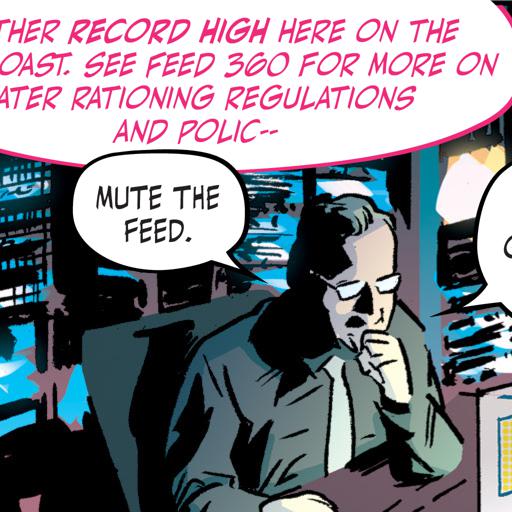 THER RECORD HIGH HERE ON THE
OAST. SEE FEED 360 FOR MORE ON
ATER RATIONING REGULATIONS
AND POLIC--
MUTE THE
FEED.